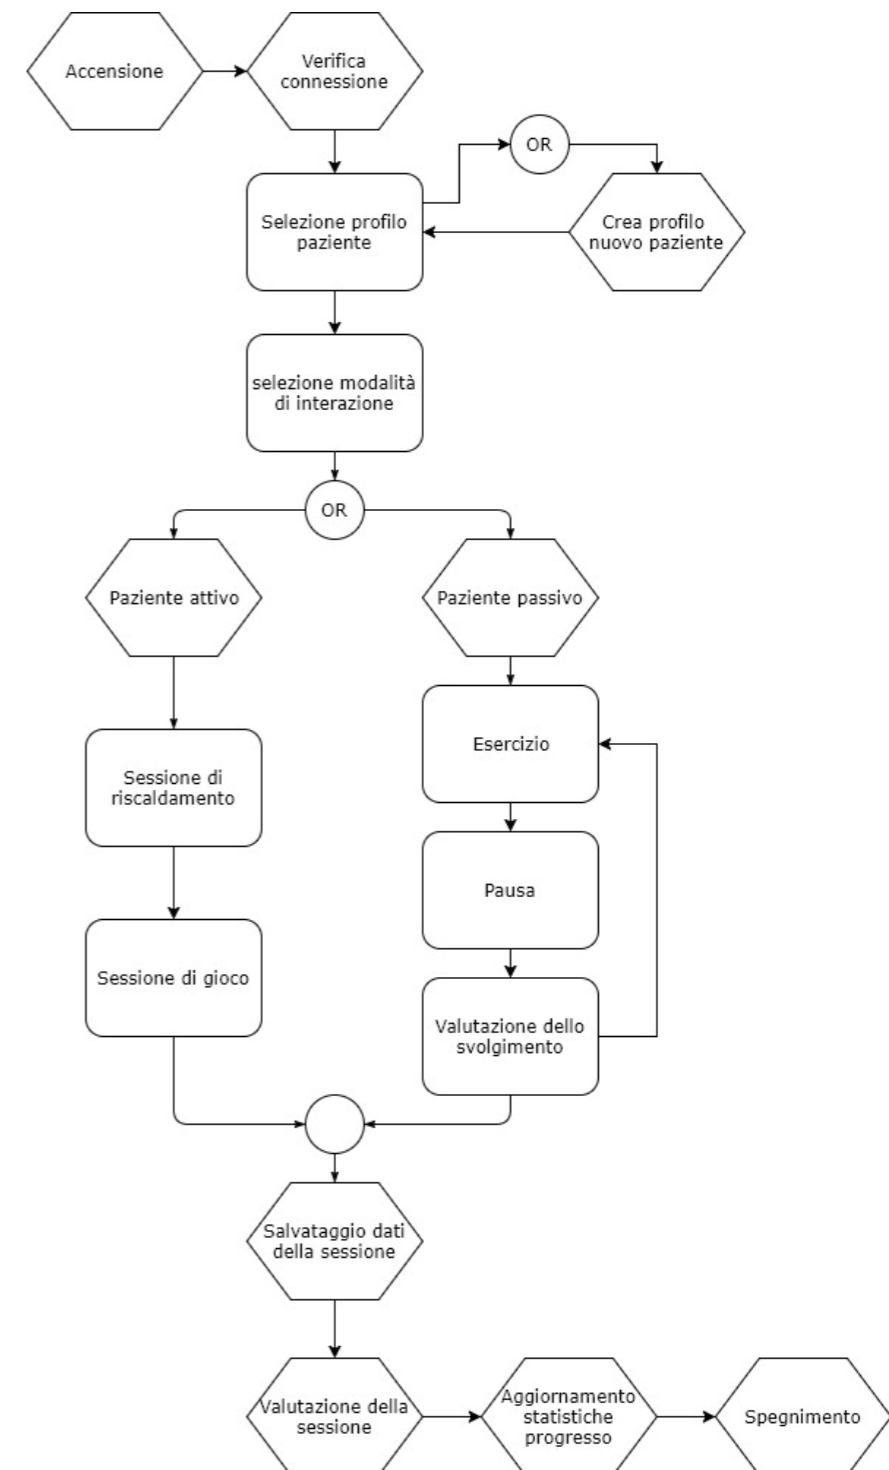 Accensione
Verifica
connessione
OR
Selezione profilo
paziente
Crea profilo
nuovo paziente
selezione modalità
di interazione
OR
Paziente attivo
Paziente passivo
Sessione di
riscaldamento
Esercizio
Pausa
Sessione di gioco
Valutazione dello
svolgimento
Salvataggio dati
della sessione
Valutazione della
sessione
Aggiornamento
statistiche
progresso
Spegnimento